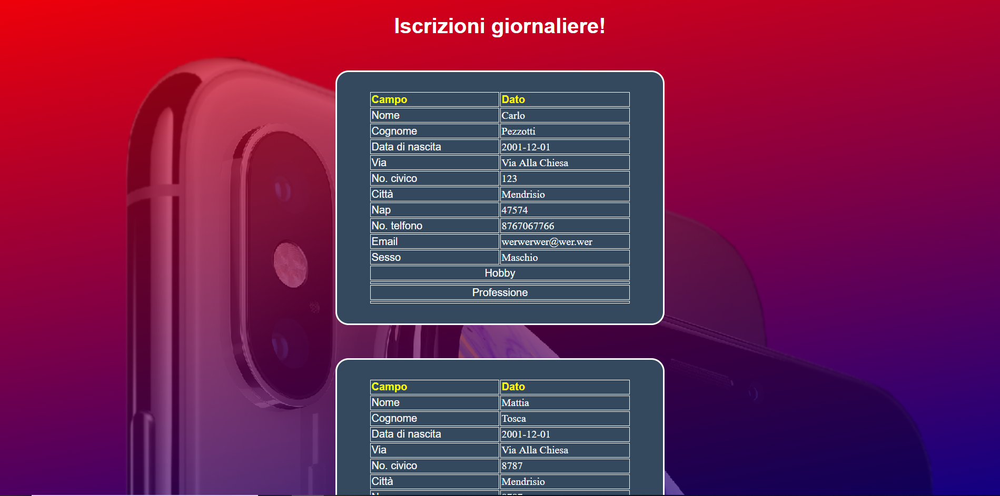 Iscrizioni giornaliere!
Campo Dato
Nome Carlo
Cognome Pezzotti
Data di nascita 2001-12-01
Via Via Alla Chiesa
No. civico 123
Città Mendrisio
Nap 47574
No. telfono 8767067766
Email werwerwer@wer.wer
Sesso Maschio
Hobby
Professione
Campo Dato
Nome Mattia
Cognome Tosca
Data di nascita 2001-12-01
Via Via Alla Chiesa
No. civico 8787
Città Mendrisio